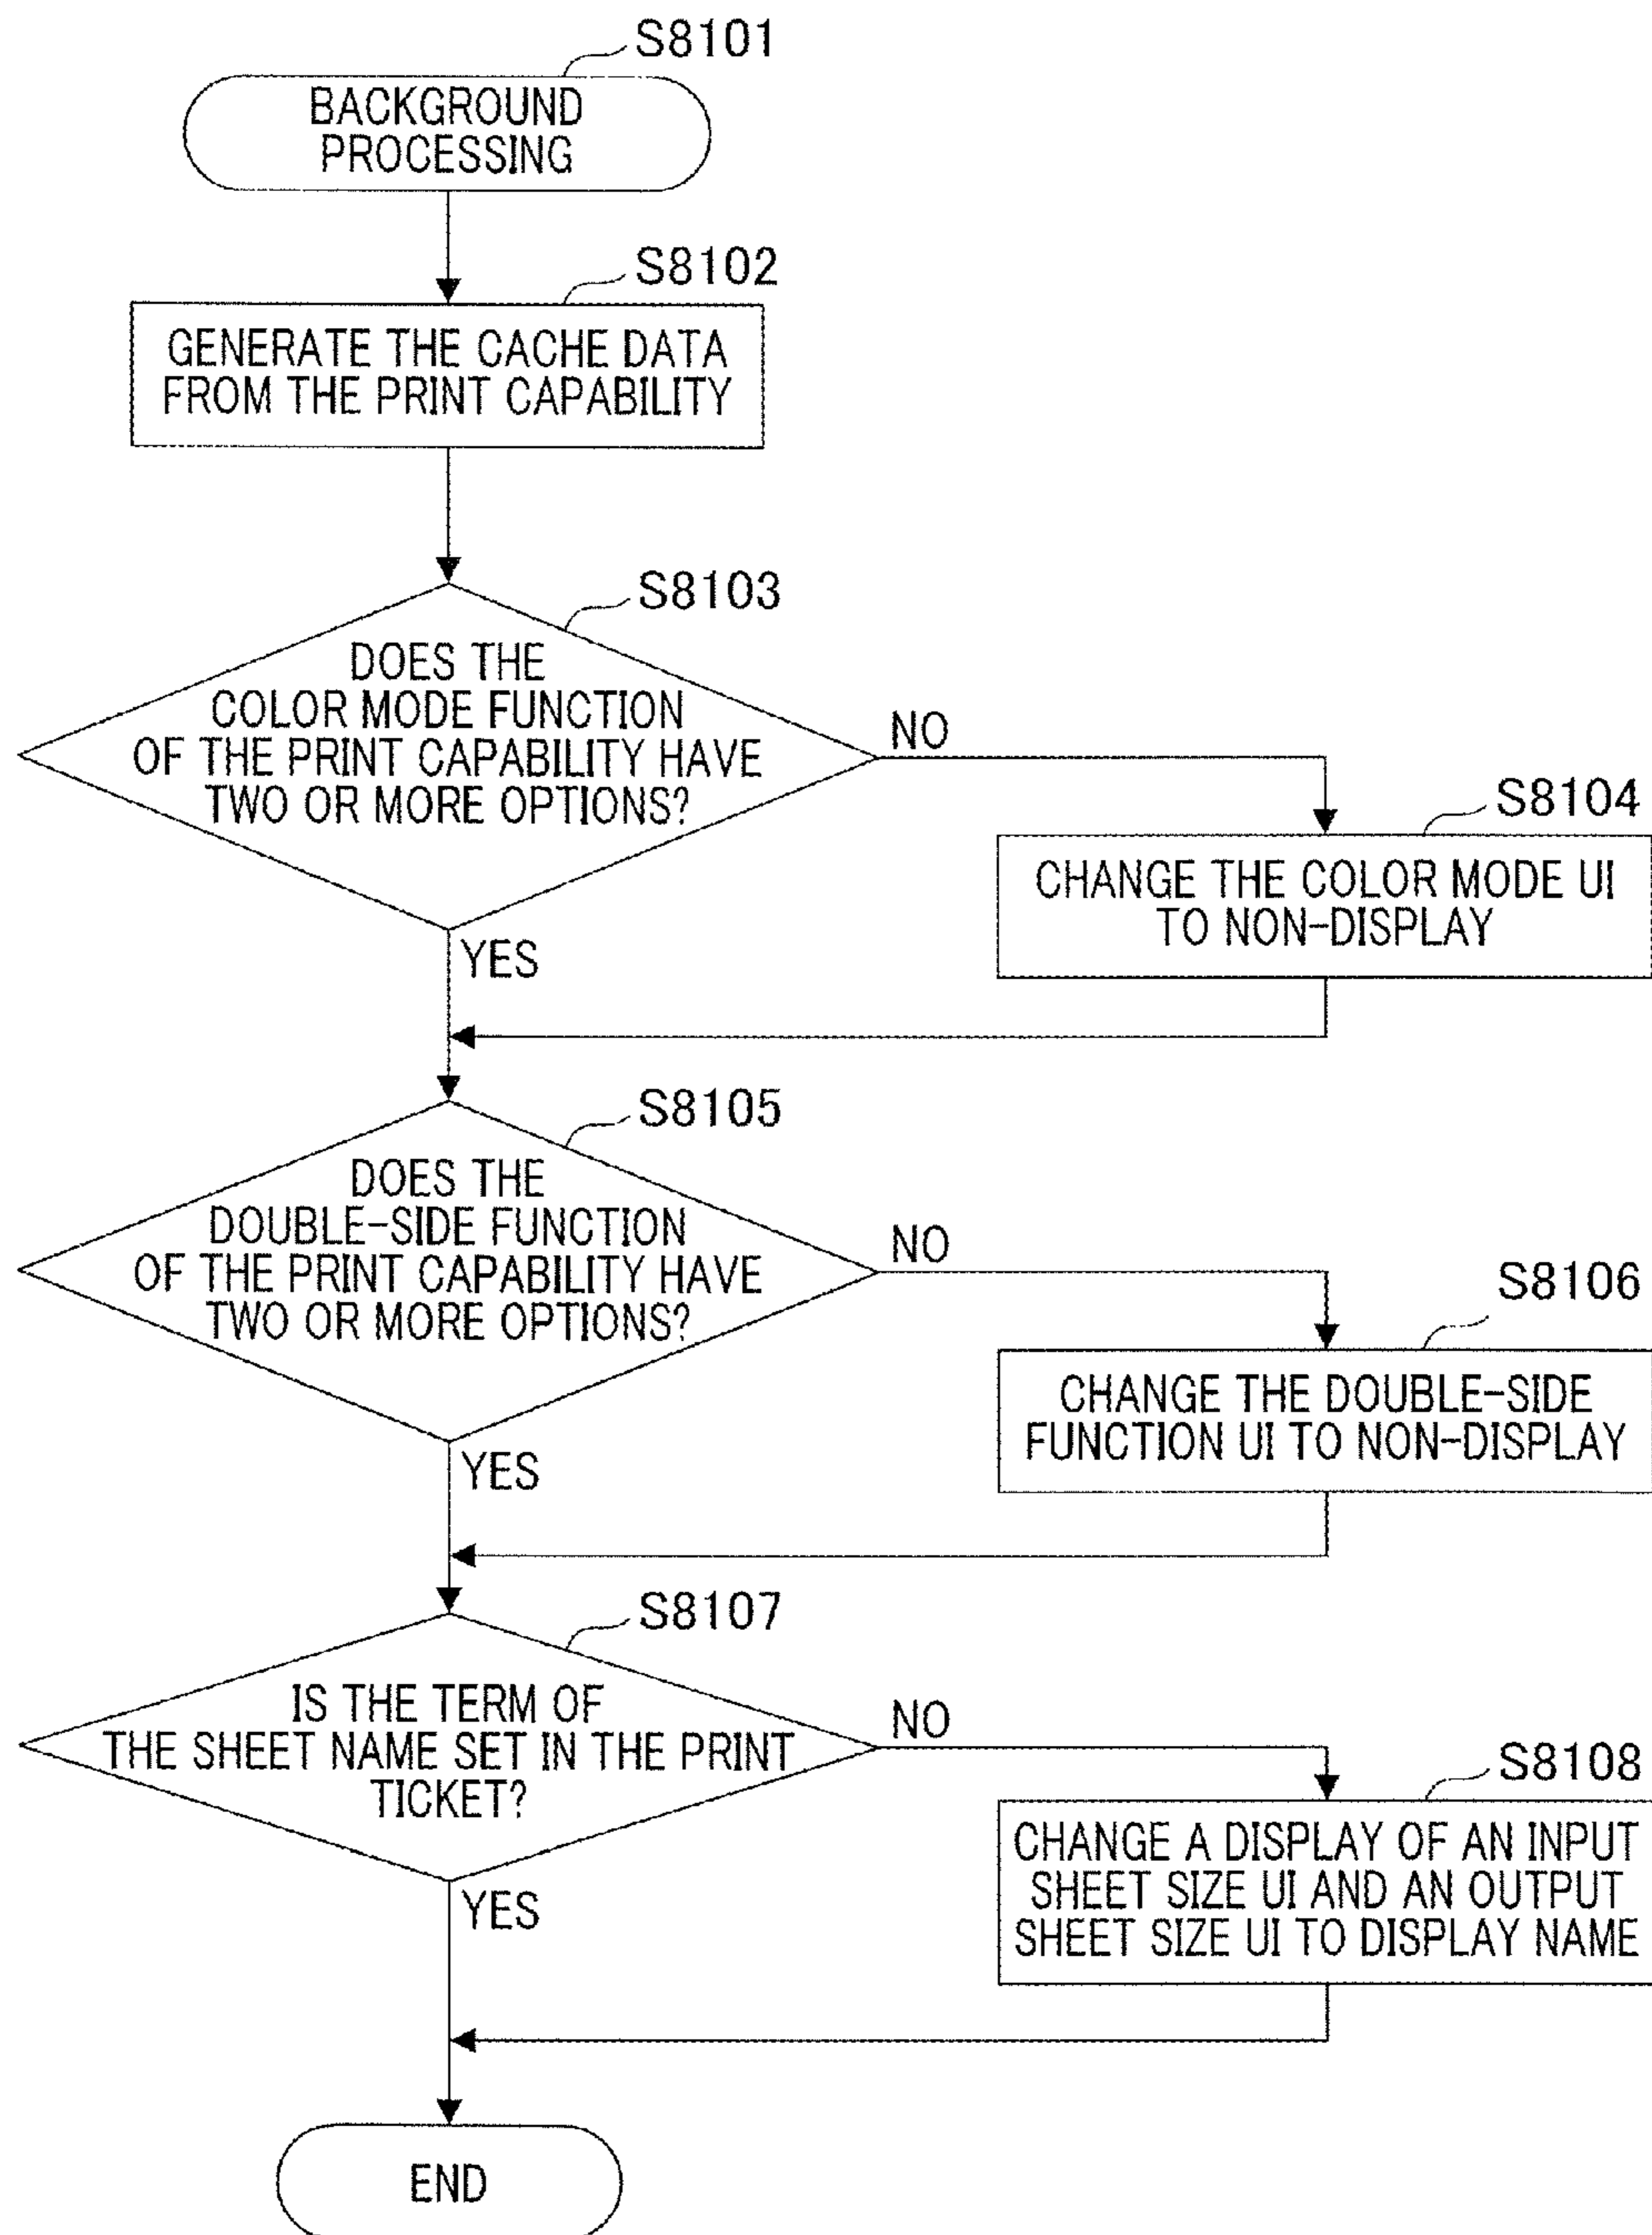 S8101
BACKGROUND
PROCESSING
S8102
GENERATE THE CACHE DATA
FROM THE PRINT CAPABILITY
S8103
DOES THE
COLOR MODE FUNCTION
OF THE PRINT CAPABILITY HAVE
TWO OR MORE OPTIONS?
NO
S8104
CHANGE THE COLOR MODE UI
TO NON-DISPLAY
YES
S8105
DOES THE
DOUBLE-SIDE FUNCTION
OF THE PRINT CAPABILITY HAVE
TWO OR MORE OPTIONS?
NO
S8106
CHANGE THE DOUBLE-SIDE
FUNCTION UI TO NON-DISPLAY
YES
S8107
IS THE TERM OF
THE SHEET NAME SET IN THE PRINT
TICKET?
NO
S8108
CHANGE A DISPLAY OF AN INPUT
SHEET SIZE UI AND AN OUTPUT
SHEET SIZE UI TO DISPLAY NAME
YES
END